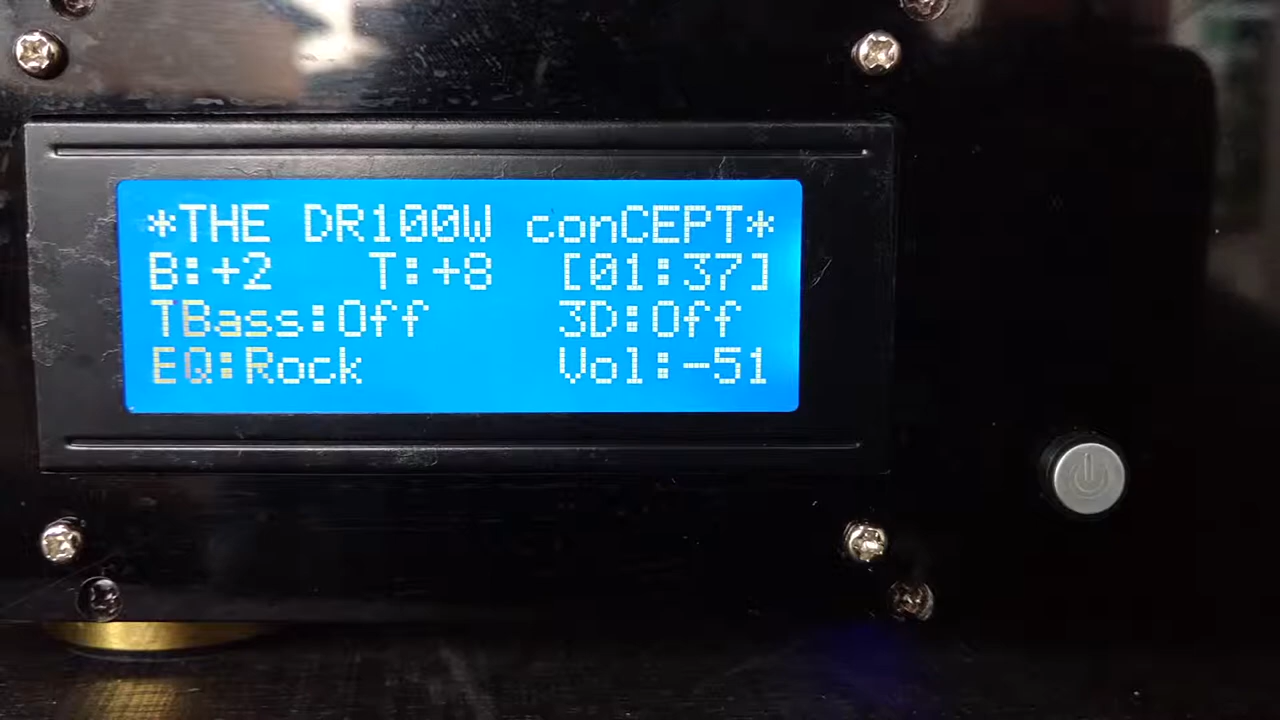 *THE DR100W conCEPT*
B:+2 T:+8 [01:37]
TBass:Off 3D:Off
EQ:Rock Vol:-51